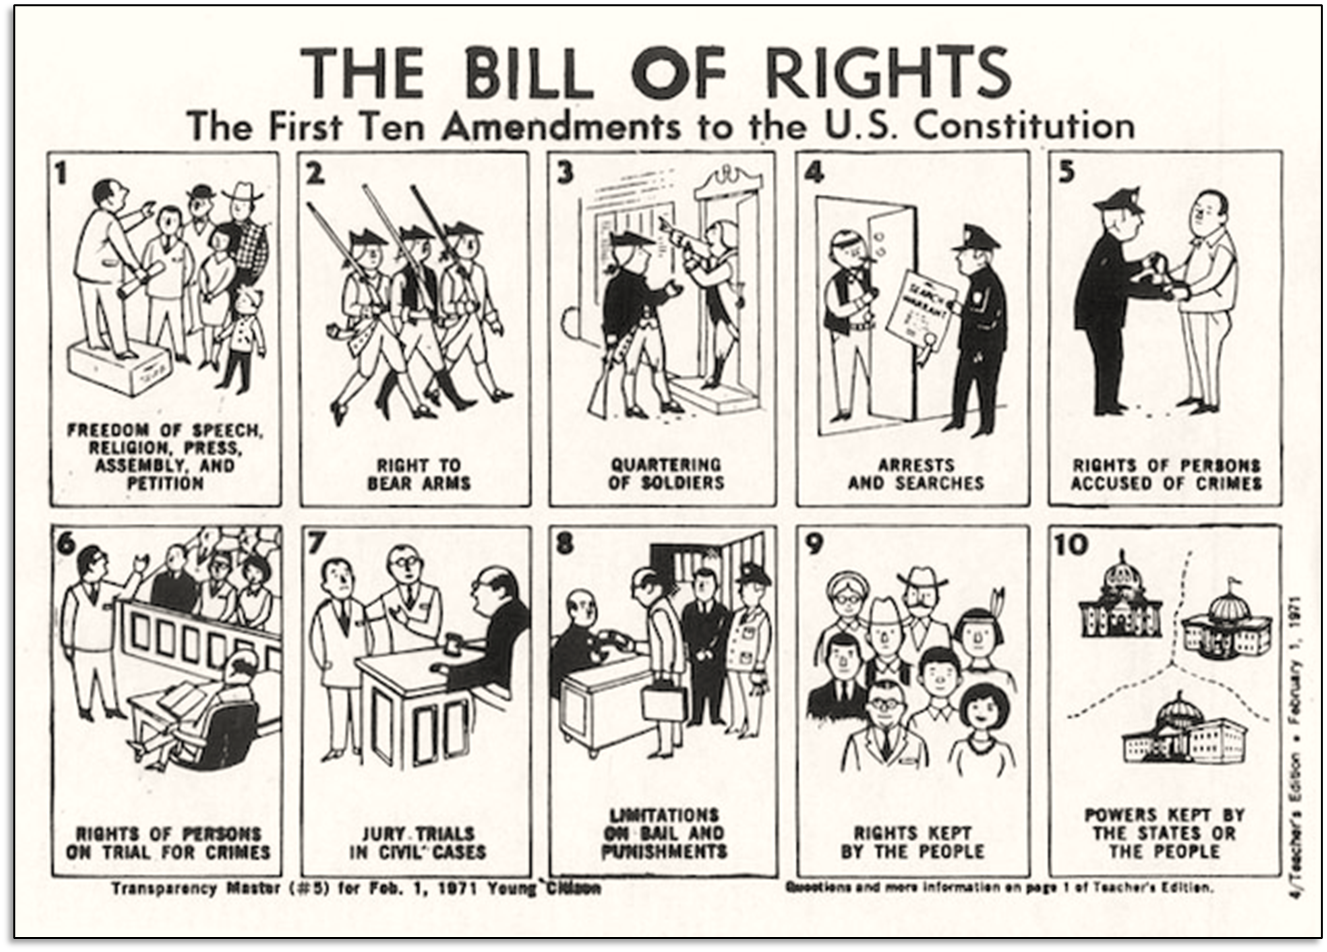 THE BILL OF RIGHTS
The First Ten Amendments to the U.S. Constitution
1
FREEDOM OF SPEECH,
RELIGION, PRESS,
ASSEMBLY, AND
PETITION
2
RIGHT TO
BEAR ARMS
3
QUARTERING
OF SOLDIERS
4
SEARCH
WARRANT
ARRESTS
AND SEARCHES
5
RIGHTS OF PERSONS
ACCUSED OF CRIMES
6
RIGHTS OF PERSONS
ON TRIAL FOR CRIMES
7
JURY TRIALS
IN CIVIL CASES
8
LIMITATIONS
ON BAIL AND
PUNISHMENTS
9
RIGHTS KEPT
BY THE PEOPLE
10
POWERS KEPT BY
THE STATES OR
THE PEOPLE
Transparency Master (#5) for Feb. 1, 1971 Young Citizen
Questions and more information on page 1 of Teacher's Edition.
4/Teacher's Edition • February 1, 1971